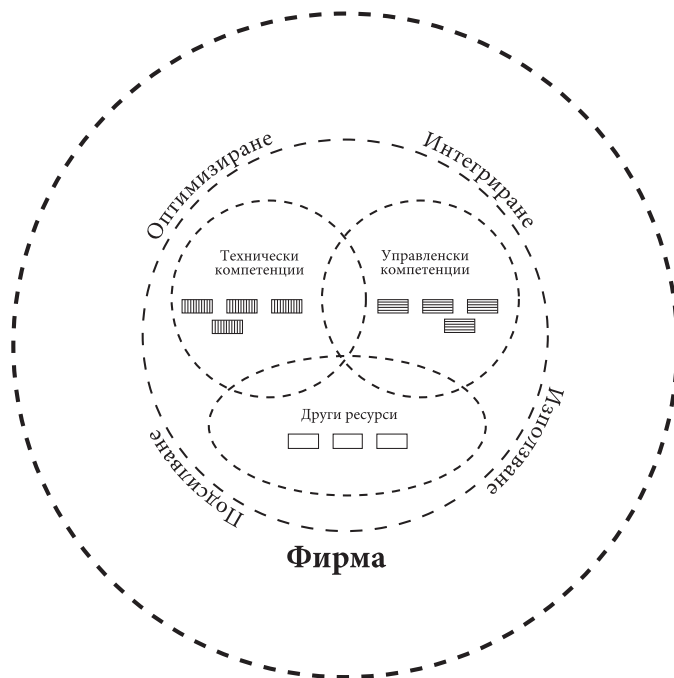 Оптимизиране
Интегриране
Технически
компетенции
Управленски
компетенции
Други ресурси
Подсилване
Използване
Фирма